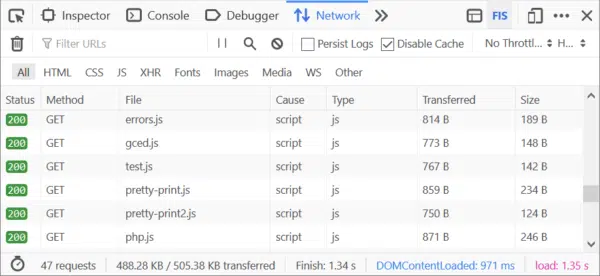 Inspector Console Debugger Network FIS
Filter URLs Persist Logs Disable Cache No Throttl... H...
All HTML CSS JS XHR Fonts Images Media WS Other
Status Method File Cause Type Transferred Size
200 GET errors.js script js 814 B 189 B
200 GET gced.js script js 773 B 148 B
200 GET test.js script js 767 B 142 B
200 GET pretty-print.js script js 859 B 234 B
200 GET pretty-print2.js script js 750 B 124 B
200 GET php.js script js 871 B 246 B
47 requests 488.28 KB / 505.38 KB transferred Finish: 1.34 s DOMContentLoaded: 971 ms load: 1.35 s